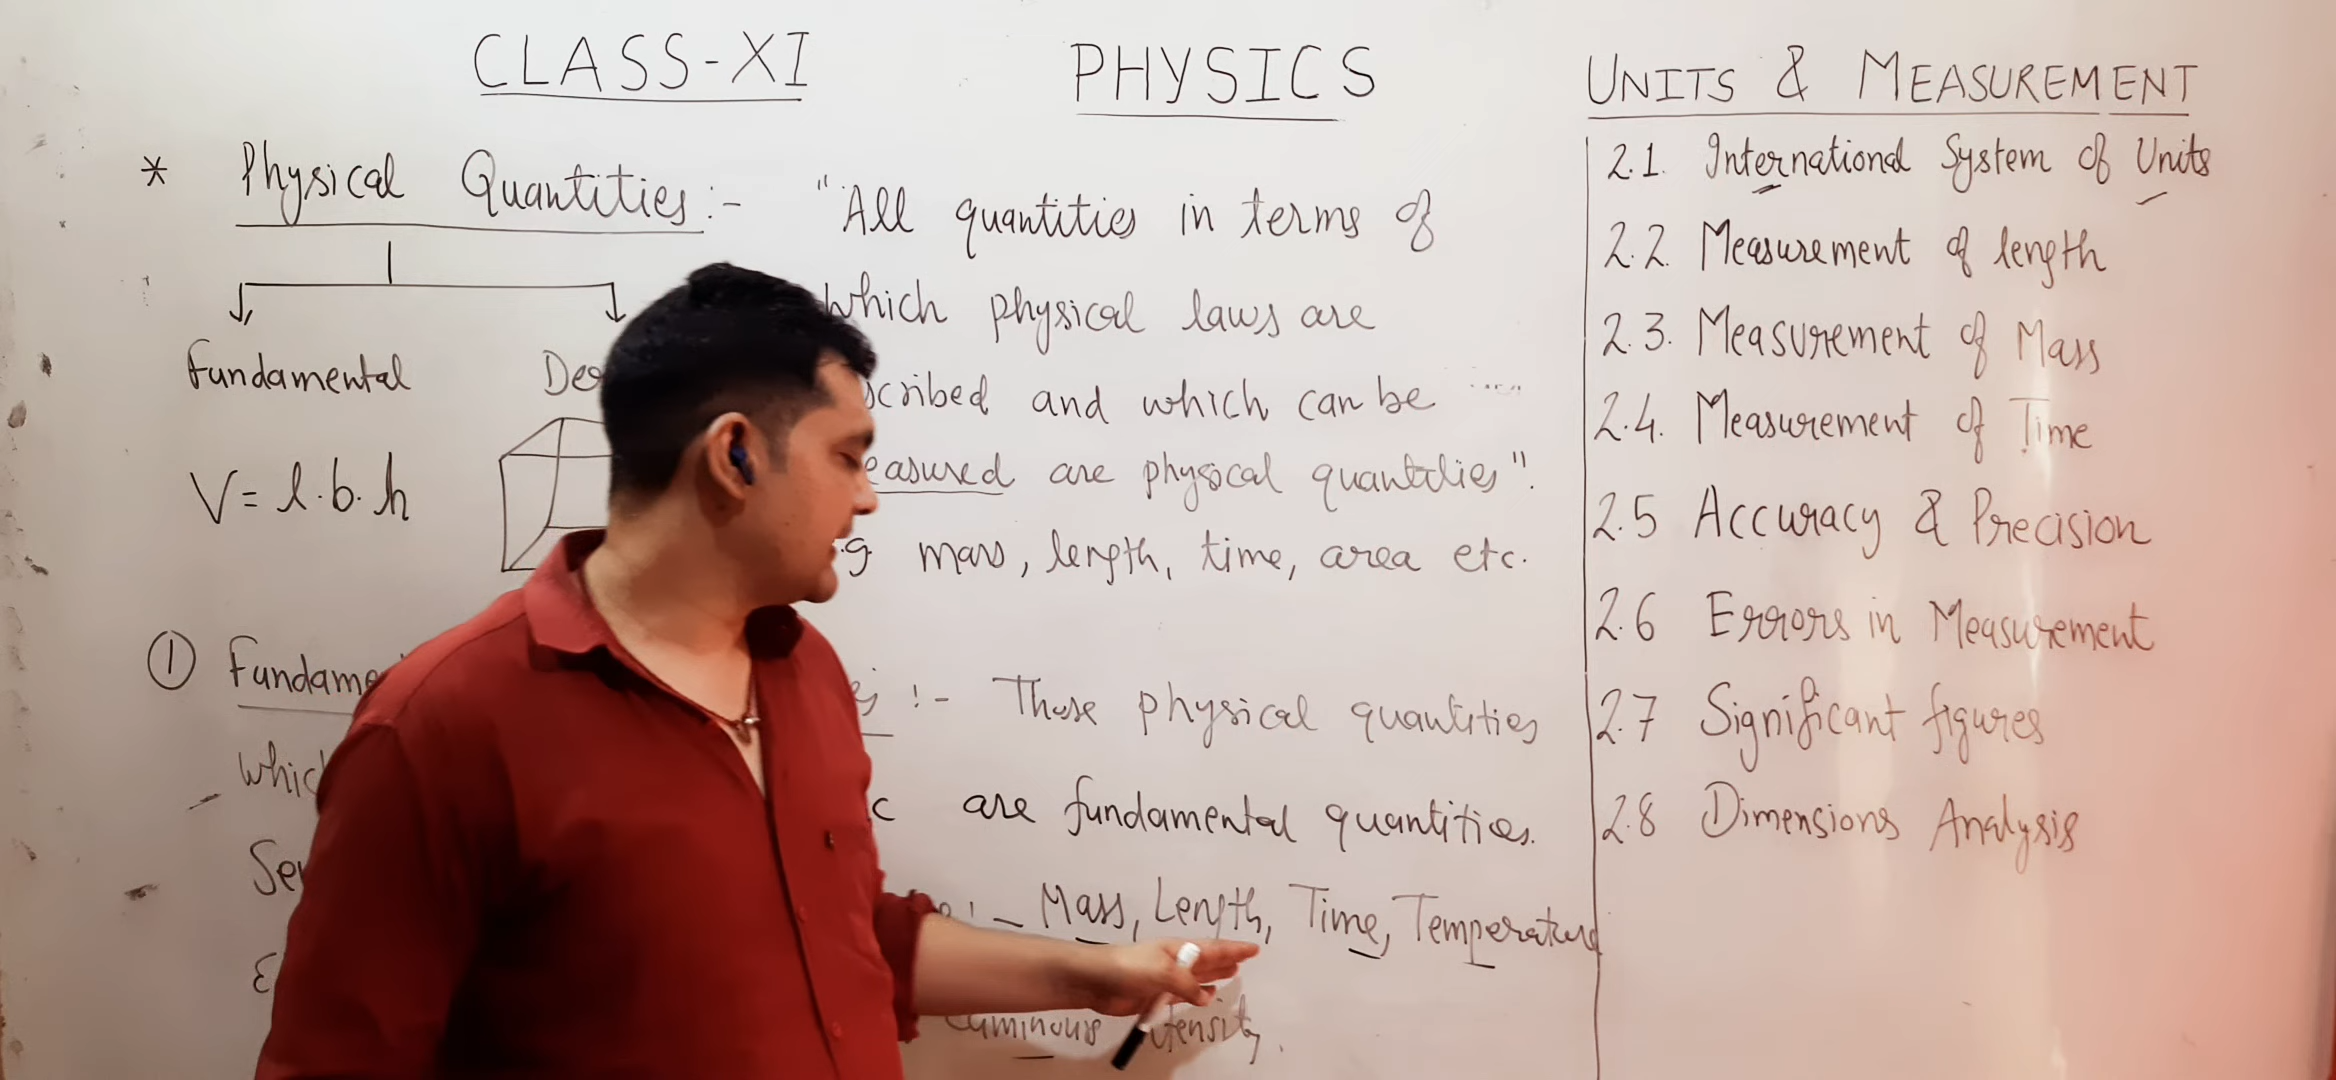 CLASS-XI PHYSICS UNITS & MEASUREMENT
* Physical Quantities :- "All quantities in terms of
which physical laws are
Fundamental
and which can be
are physical quantities".
V = l.b.h
mass, length, time, area etc.
① :- Those physical quantities
are fundamental quantities.
:- Mass, Length, Time, Temperature
Luminous
2.1. International System of Units
2.2. Measurement of length
2.3. Measurement of Mass
2.4. Measurement of Time
2.5 Accuracy & Precision
2.6 Errors in Measurement
2.7 Significant figures
2.8 Dimensions Analysis